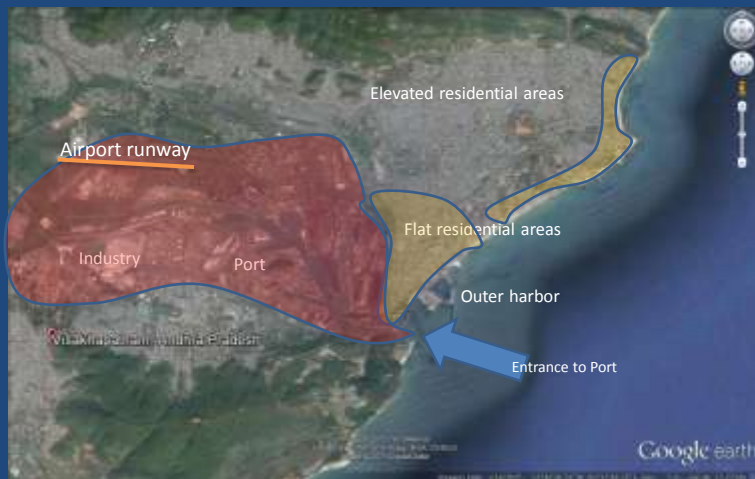 Elevated residential areas
Airport runway
Flat residential areas
Industry
Port
Outer harbor
Entrance to Port
Google earth